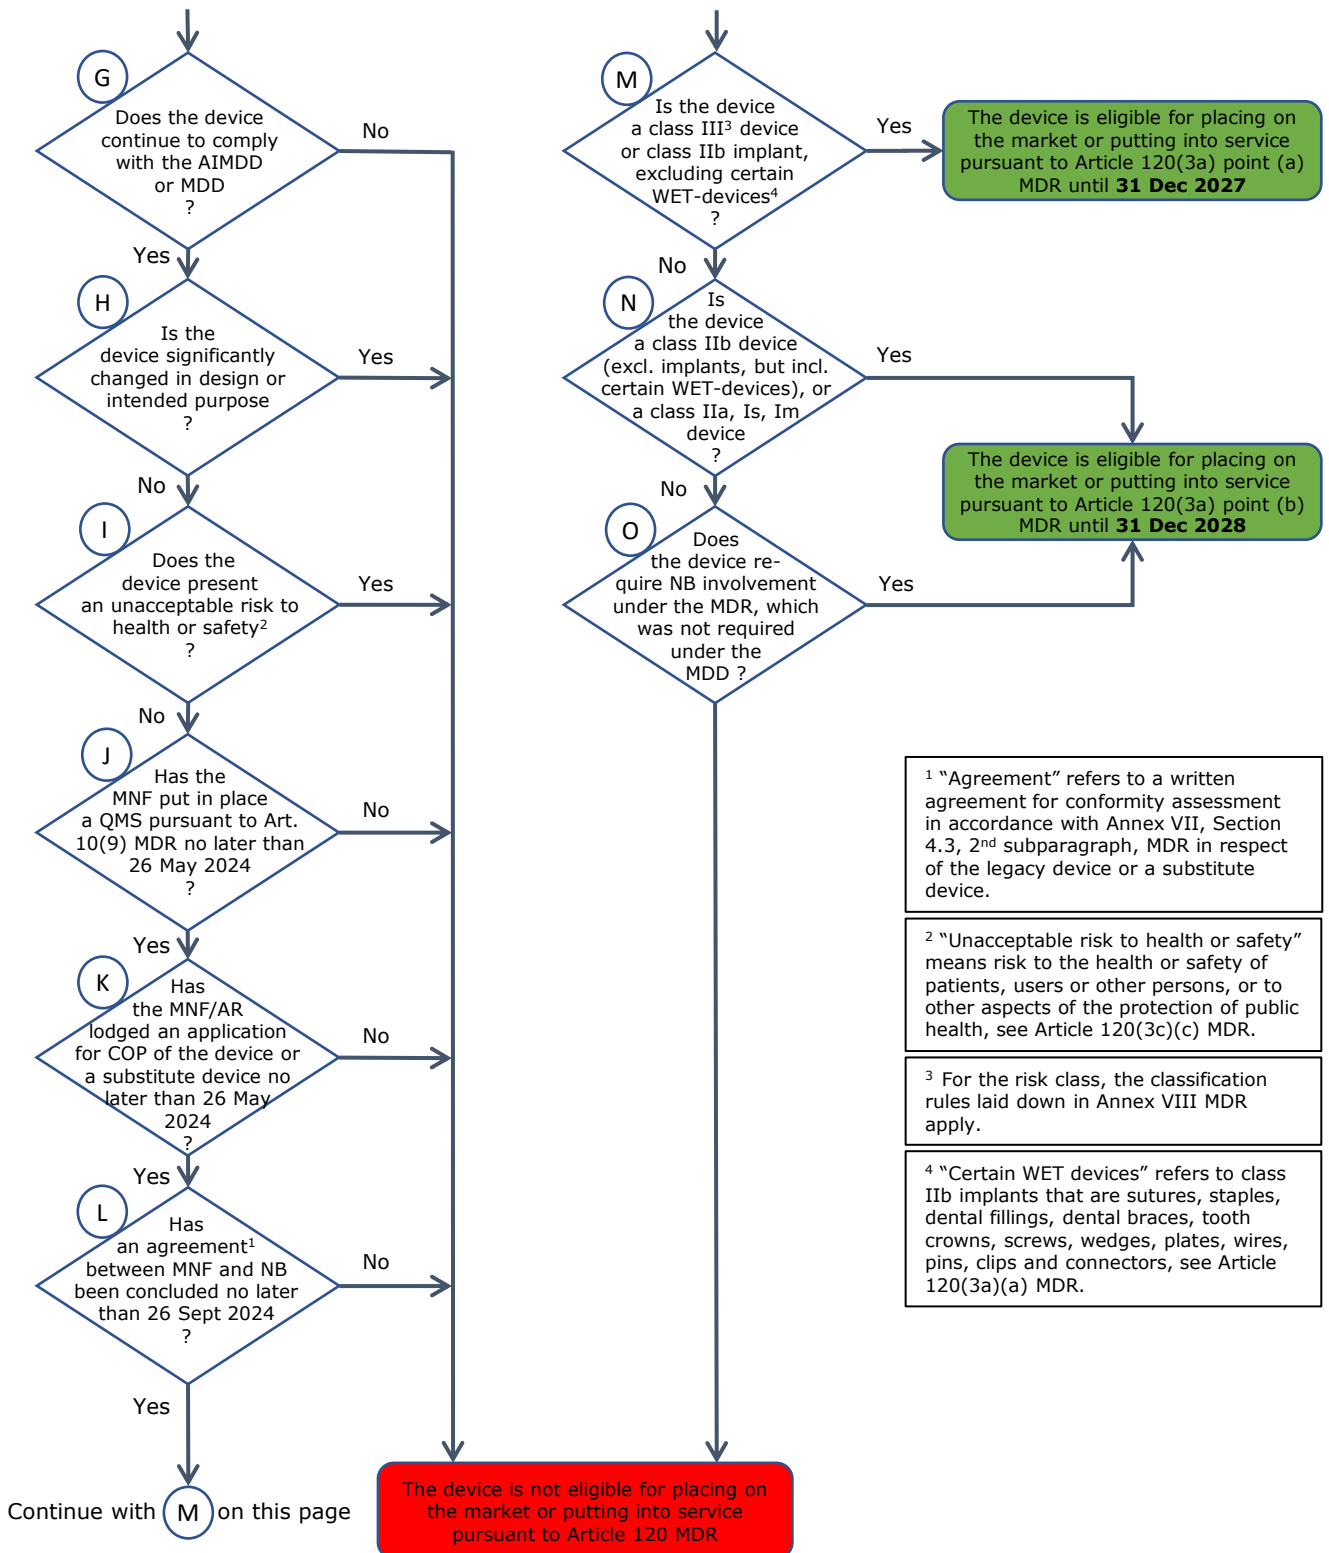 G
Does the device
continue to comply
with the AIMDD
or MDD
?
No
Yes
H
Is the
device significantly
changed in design or
intended purpose
?
Yes
No
I
Does the
device present
an unacceptable risk to
health or safety²
?
Yes
No
J
Has the
MNF put in place
a QMS pursuant to Art.
10(9) MDR no later than
26 May 2024
?
No
Yes
K
Has
the MNF/AR
lodged an application
for COP of the device or
a substitute device no
later than 26 May
2024
?
No
Yes
L
Has
an agreement¹
between MNF and NB
been concluded no later
than 26 Sept 2024
?
No
Yes
Continue with M on this page
M
Is the device
a class III³ device
or class IIb implant,
excluding certain
WET-devices⁴
?
Yes
The device is eligible for placing on
the market or putting into service
pursuant to Article 120(3a) point (a)
MDR until 31 Dec 2027
No
N
Is
the device
a class IIb device
(excl. implants, but incl.
certain WET-devices), or
a class IIa, Is, Im
device
?
Yes
The device is eligible for placing on
the market or putting into service
pursuant to Article 120(3a) point (b)
MDR until 31 Dec 2028
No
O
Does
the device re-
quire NB involvement
under the MDR, which
was not required
under the
MDD ?
Yes
The device is not eligible for placing on
the market or putting into service
pursuant to Article 120 MDR
¹ “Agreement” refers to a written
agreement for conformity assessment
in accordance with Annex VII, Section
4.3, 2nd subparagraph, MDR in respect
of the legacy device or a substitute
device.
² “Unacceptable risk to health or safety”
means risk to the health or safety of
patients, users or other persons, or to
other aspects of the protection of public
health, see Article 120(3c)(c) MDR.
³ For the risk class, the classification
rules laid down in Annex VIII MDR
apply.
⁴ “Certain WET devices” refers to class
IIb implants that are sutures, staples,
dental fillings, dental braces, tooth
crowns, screws, wedges, plates, wires,
pins, clips and connectors, see Article
120(3a)(a) MDR.